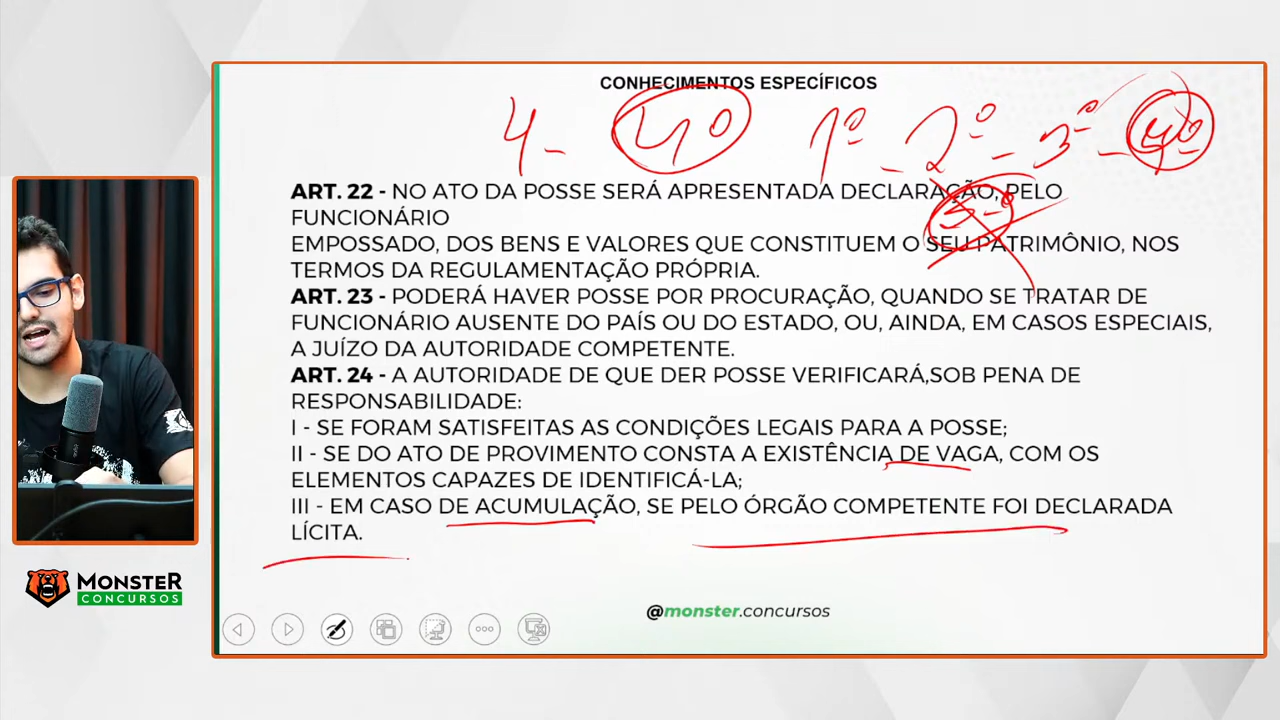 CONHECIMENTOS ESPECÍFICOS
4 - 4º 1º - 2º - 3º - 4º
5º
ART. 22 - NO ATO DA POSSE SERÁ APRESENTADA DECLARAÇÃO, PELO
FUNCIONÁRIO
EMPOSSADO, DOS BENS E VALORES QUE CONSTITUEM O SEU PATRIMÔNIO, NOS
TERMOS DA REGULAMENTAÇÃO PRÓPRIA.
ART. 23 - PODERÁ HAVER POSSE POR PROCURAÇÃO, QUANDO SE TRATAR DE
FUNCIONÁRIO AUSENTE DO PAÍS OU DO ESTADO, OU, AINDA, EM CASOS ESPECIAIS,
A JUÍZO DA AUTORIDADE COMPETENTE.
ART. 24 - A AUTORIDADE DE QUE DER POSSE VERIFICARÁ,SOB PENA DE
RESPONSABILIDADE:
I - SE FORAM SATISFEITAS AS CONDIÇÕES LEGAIS PARA A POSSE;
II - SE DO ATO DE PROVIMENTO CONSTA A EXISTÊNCIA DE VAGA, COM OS
ELEMENTOS CAPAZES DE IDENTIFICÁ-LA;
III - EM CASO DE ACUMULAÇÃO, SE PELO ÓRGÃO COMPETENTE FOI DECLARADA
LÍCITA.
MONSTER
CONCURSOS
@monster.concursos